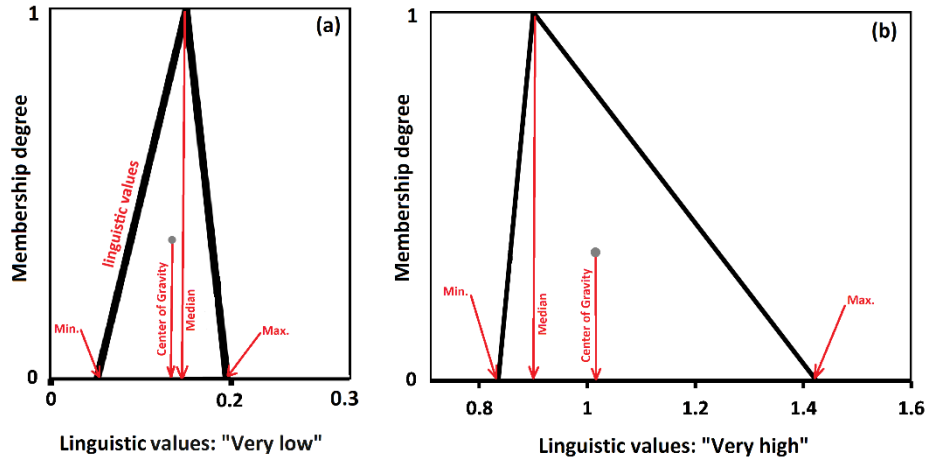 (a)
1
0
Membership degree
linguistic values
Min.
Center of Gravity
Median
Max.
0
0.2
0.3
Linguistic values: "Very low"
(b)
1
0
Membership degree
Min.
Median
Center of Gravity
Max.
0.8
1
1.2
1.4
1.6
Linguistic values: "Very high"